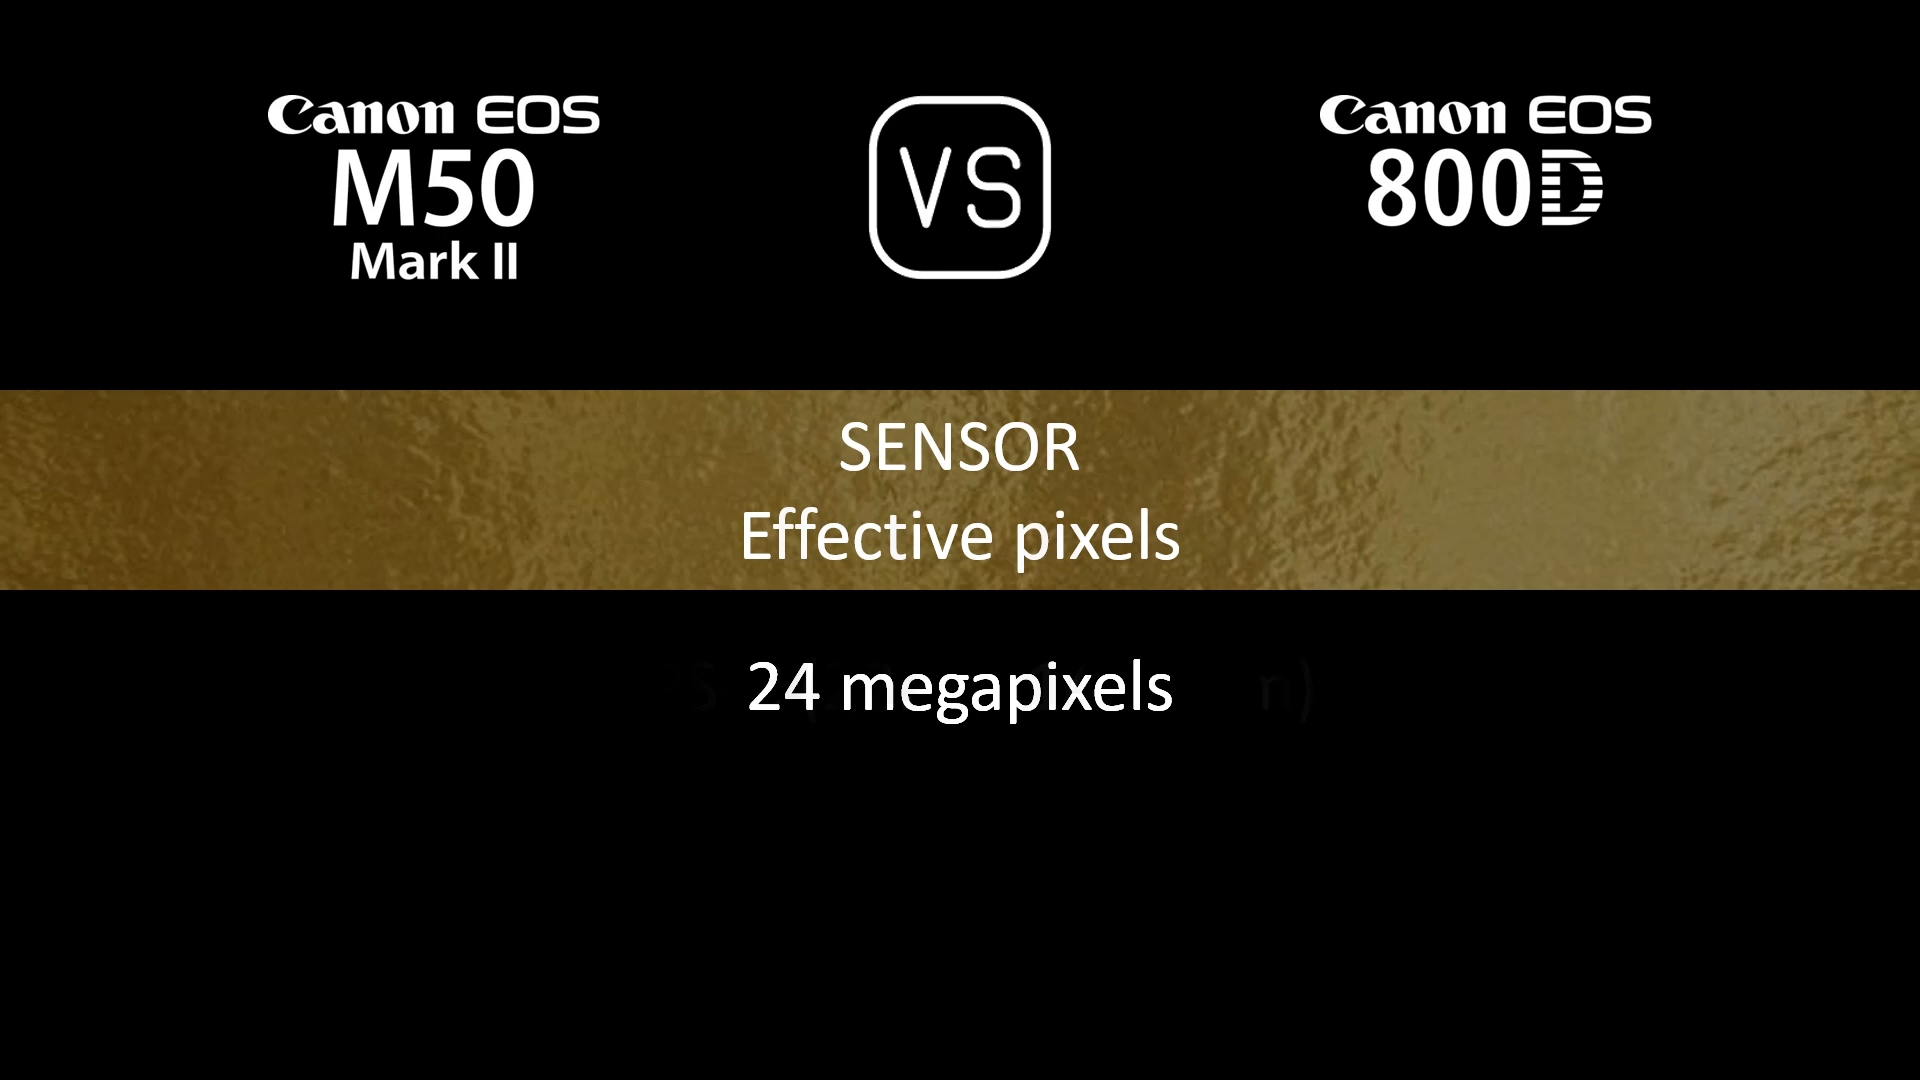 Canon EOS
M50
Mark II
VS
Canon EOS
800D
SENSOR
Effective pixels
24 megapixels